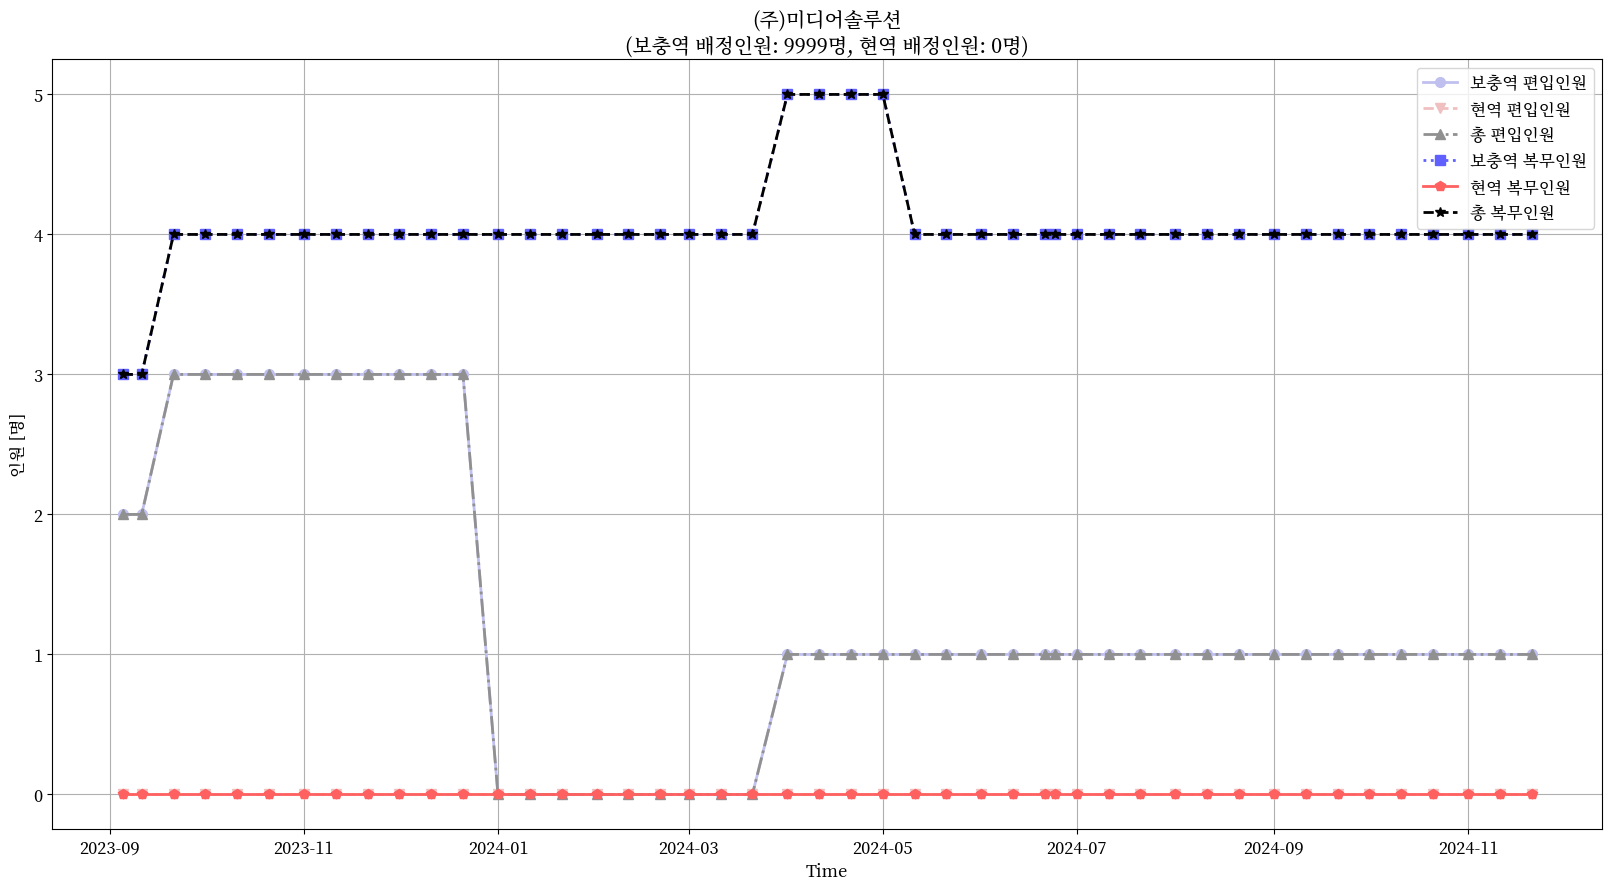 (주)미디어솔루션
(보충역 배정인원: 9999명, 현역 배정인원: 0명)
보충역 편입인원
현역 편입인원
총 편입인원
보충역 복무인원
현역 복무인원
총 복무인원
인원 [명]
5
4
3
2
1
0
2023-09 2023-11 2024-01 2024-03 2024-05 2024-07 2024-09 2024-11
Time